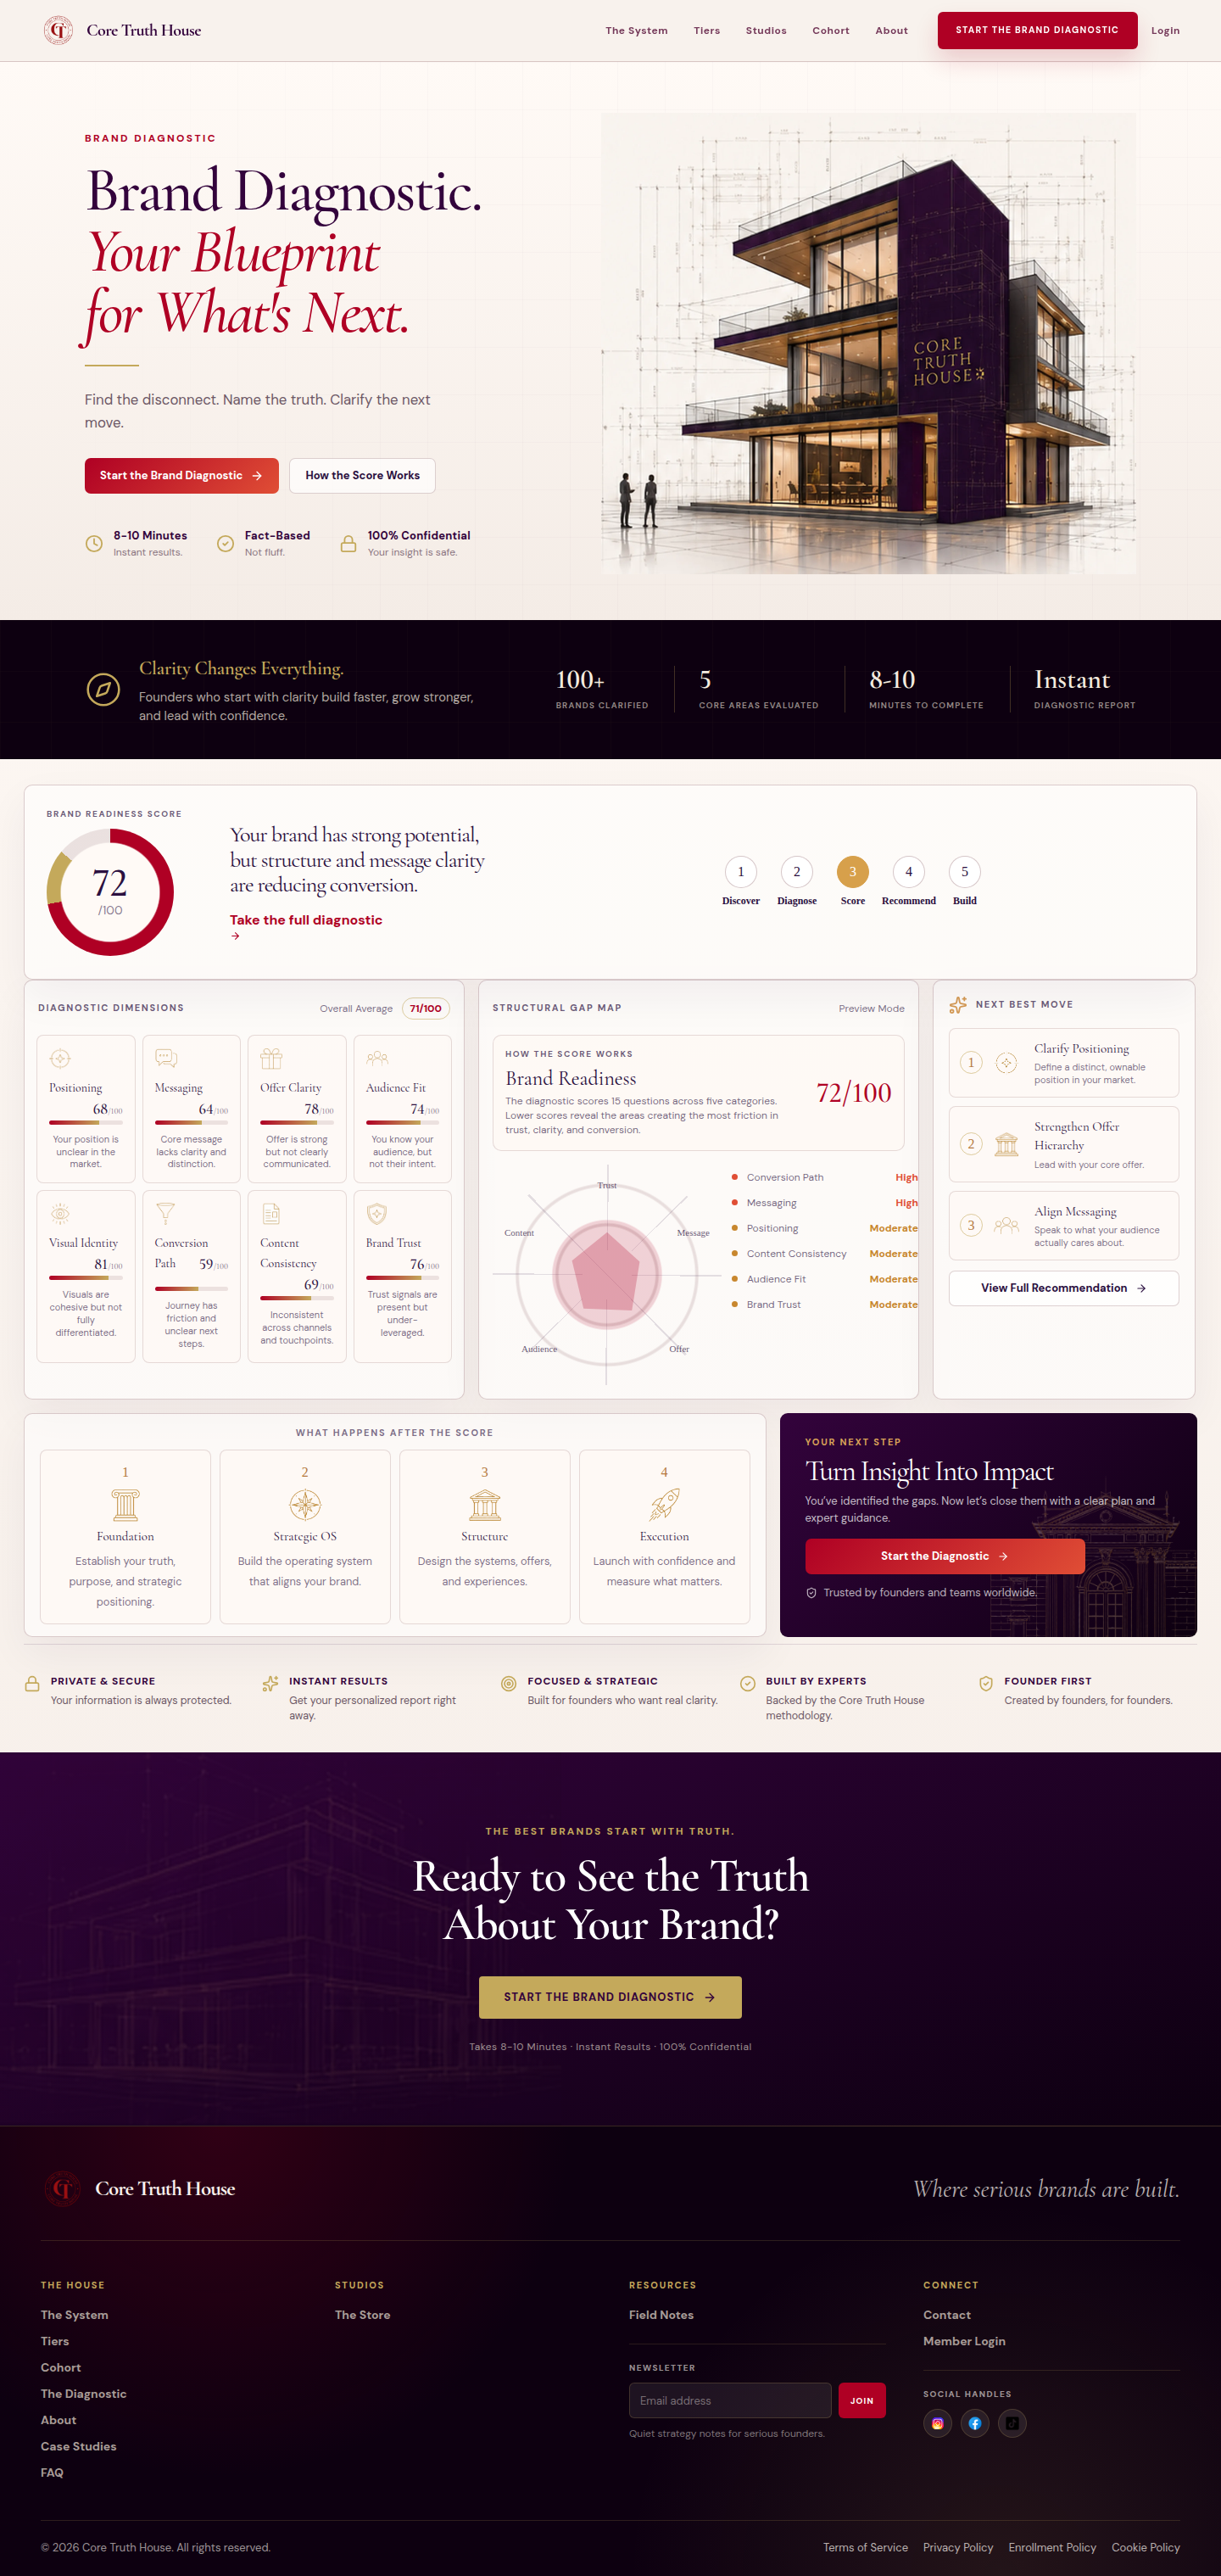 Core Truth House
The System
Tiers
Studios
Cohort
About
START THE BRAND DIAGNOSTIC
Login
BRAND DIAGNOSTIC
Brand Diagnostic.
Your Blueprint
for What's Next.
Find the disconnect. Name the truth. Clarify the next
move.
Start the Brand Diagnostic →
How the Score Works
8-10 Minutes
Instant results.
Fact-Based
Not fluff.
100% Confidential
Your insight is safe.
CORE
TRUTH
HOUSE
Clarity Changes Everything.
Founders who start with clarity build faster, grow stronger,
and lead with confidence.
100+
BRANDS CLARIFIED
5
CORE AREAS EVALUATED
8-10
MINUTES TO COMPLETE
Instant
DIAGNOSTIC REPORT
BRAND READINESS SCORE
72
/100
Your brand has strong potential,
but structure and message clarity
are reducing conversion.
Take the full diagnostic
→
1
Discover
2
Diagnose
3
Score
4
Recommend
5
Build
DIAGNOSTIC DIMENSIONS
Overall Average
71/100
Positioning
68/100
Your position is
unclear in the
market.
Messaging
64/100
Core message
lacks clarity and
distinction.
Offer Clarity
78/100
Offer is strong
but not clearly
communicated.
Audience Fit
74/100
You know your
audience, but
not their intent.
Visual Identity
81/100
Visuals are
cohesive but not
fully
differentiated.
Conversion
Path 59/100
Journey has
friction and
unclear next
steps.
Content
Consistency
69/100
Inconsistent
across channels
and touchpoints.
Brand Trust
76/100
Trust signals are
present but
under-
leveraged.
STRUCTURAL GAP MAP
Preview Mode
HOW THE SCORE WORKS
Brand Readiness
The diagnostic scores 15 questions across five categories.
Lower scores reveal the areas creating the most friction in
trust, clarity, and conversion.
72/100
Trust
Content
Message
Audience
Offer
Conversion Path High
Messaging High
Positioning Moderate
Content Consistency Moderate
Audience Fit Moderate
Brand Trust Moderate
NEXT BEST MOVE
1
Clarify Positioning
Define a distinct, ownable
position in your market.
2
Strengthen Offer
Hierarchy
Lead with your core offer.
3
Align Messaging
Speak to what your audience
actually cares about.
View Full Recommendation →
WHAT HAPPENS AFTER THE SCORE
1
Foundation
Establish your truth,
purpose, and strategic
positioning.
2
Strategic OS
Build the operating system
that aligns your brand.
3
Structure
Design the systems, offers,
and experiences.
4
Execution
Launch with confidence and
measure what matters.
YOUR NEXT STEP
Turn Insight Into Impact
You've identified the gaps. Now let's close them with a clear plan and
expert guidance.
Start the Diagnostic →
Trusted by founders and teams worldwide.
PRIVATE & SECURE
Your information is always protected.
INSTANT RESULTS
Get your personalized report right
away.
FOCUSED & STRATEGIC
Built for founders who want real clarity.
BUILT BY EXPERTS
Backed by the Core Truth House
methodology.
FOUNDER FIRST
Created by founders, for founders.
THE BEST BRANDS START WITH TRUTH.
Ready to See the Truth
About Your Brand?
START THE BRAND DIAGNOSTIC →
Takes 8-10 Minutes · Instant Results · 100% Confidential
Core Truth House
Where serious brands are built.
THE HOUSE
The System
Tiers
Cohort
The Diagnostic
About
Case Studies
FAQ
STUDIOS
The Store
RESOURCES
Field Notes
NEWSLETTER
Email address
JOIN
Quiet strategy notes for serious founders.
CONNECT
Contact
Member Login
SOCIAL HANDLES
© 2026 Core Truth House. All rights reserved.
Terms of Service
Privacy Policy
Enrollment Policy
Cookie Policy